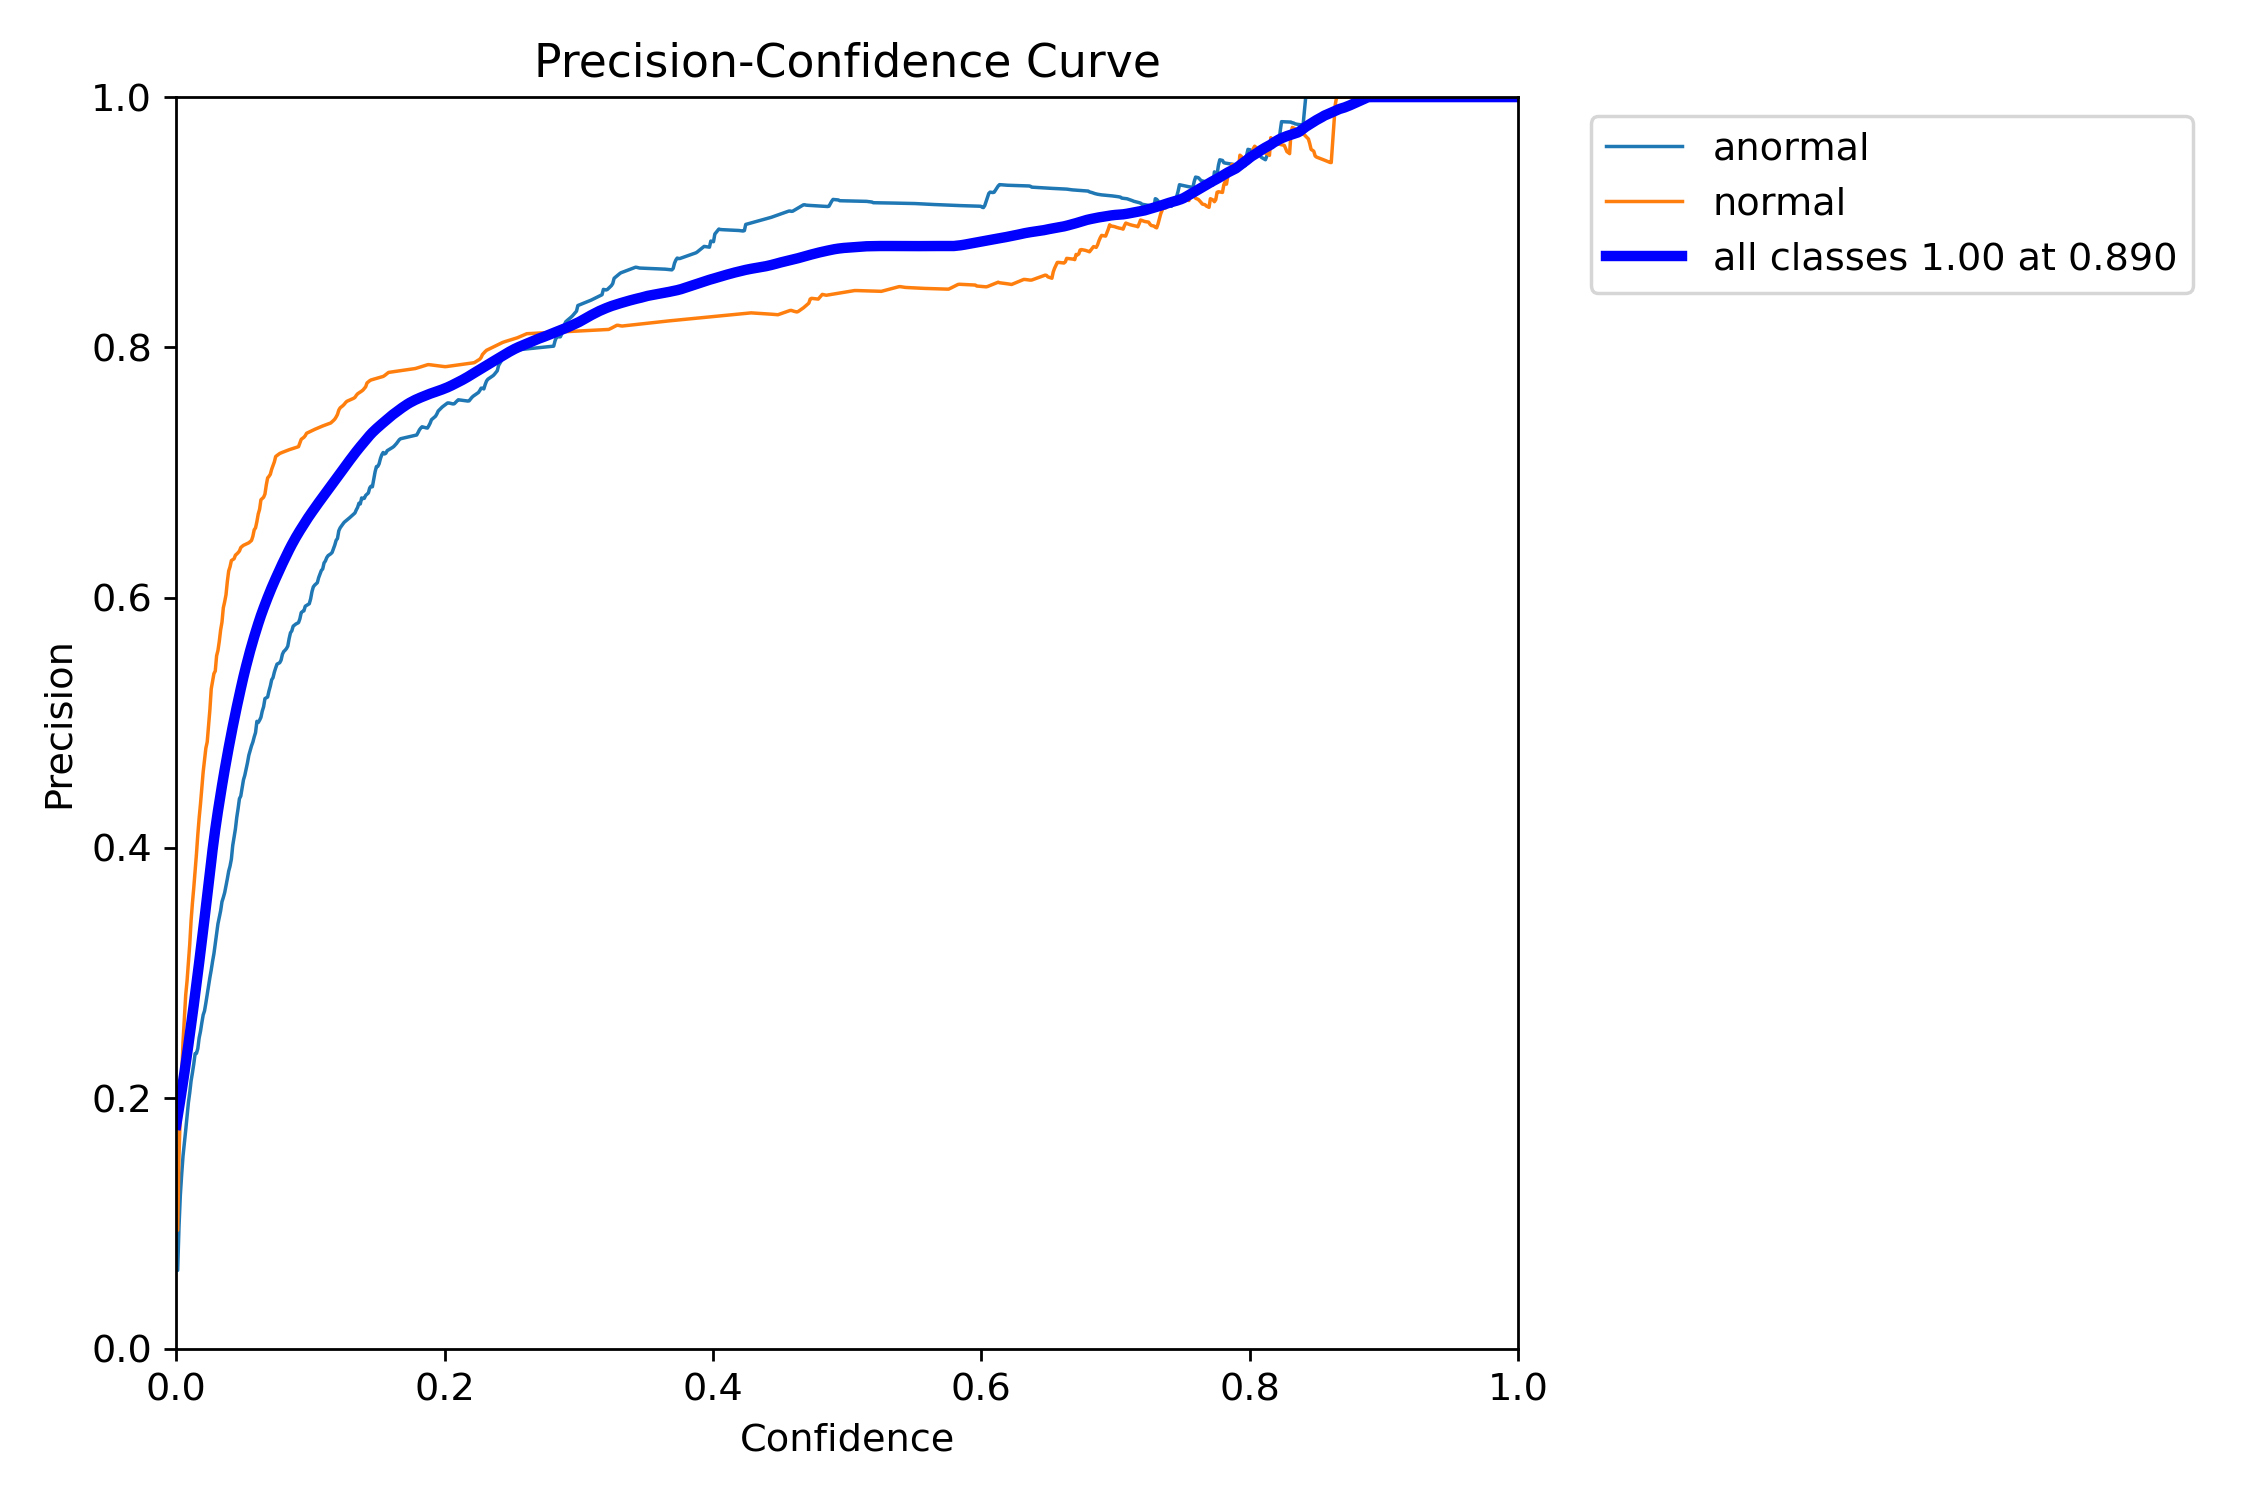 Precision-Confidence Curve
1.0
0.8
0.6
0.4
0.2
0.0
Precision
0.0 0.2 0.4 0.6 0.8 1.0
Confidence
anormal
normal
all classes 1.00 at 0.890